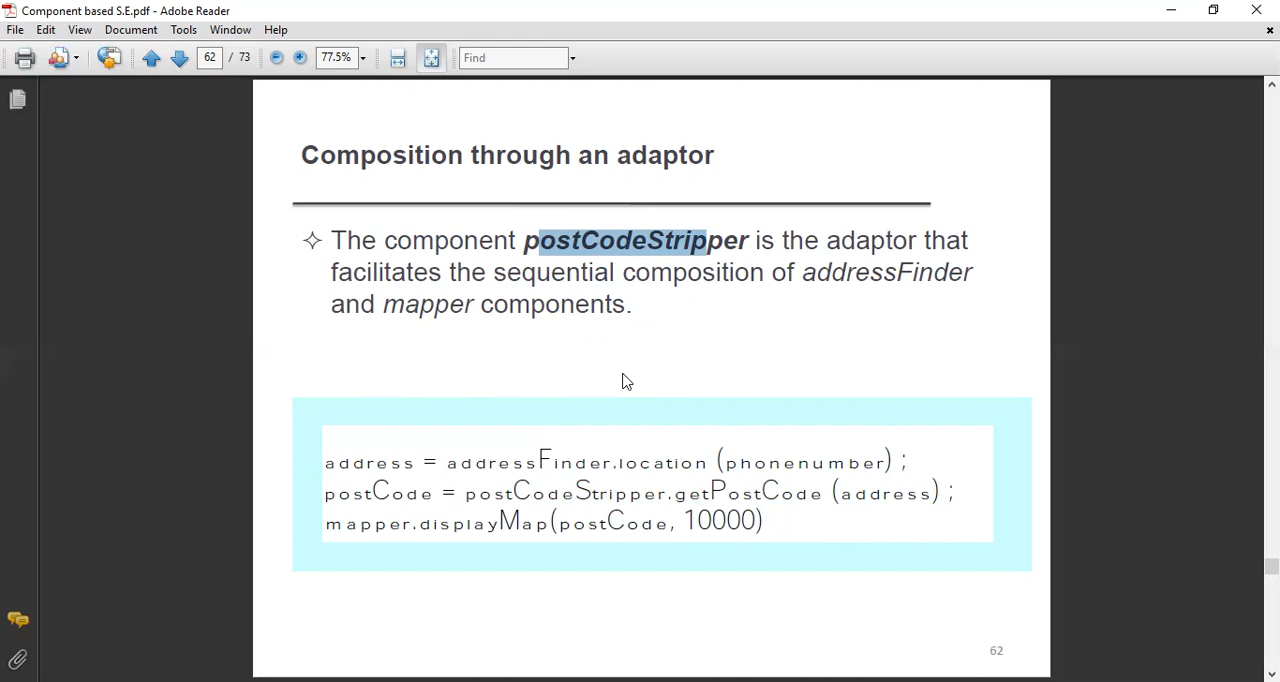 Component based S.E.pdf - Adobe Reader
File Edit View Document Tools Window Help
62 / 73 77.5% Find
Composition through an adaptor
The component postCodeStripper is the adaptor that
facilitates the sequential composition of addressFinder
and mapper components.
address = addressFinder.location (phonenumber) ;
postCode = postCodeStripper.getPostCode (address) ;
mapper.displayMap(postCode, 10000)
62